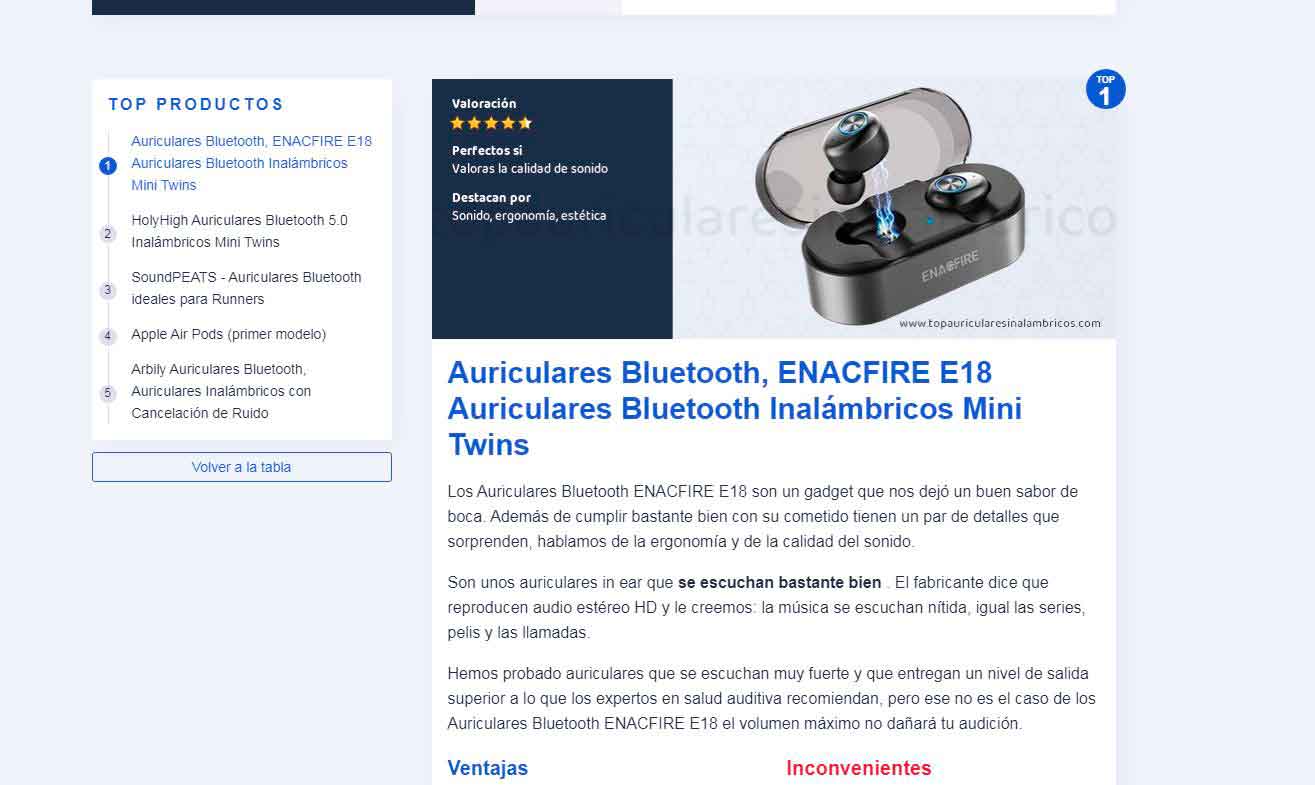 TOP PRODUCTOS
1
Auriculares Bluetooth, ENACFIRE E18
Auriculares Bluetooth Inalámbricos
Mini Twins
2
HolyHigh Auriculares Bluetooth 5.0
Inalámbricos Mini Twins
3
SoundPEATS - Auriculares Bluetooth
ideales para Runners
4
Apple Air Pods (primer modelo)
5
Arbily Auriculares Bluetooth,
Auriculares Inalámbricos con
Cancelación de Ruido
Volver a la tabla
Valoración
Perfectos si
Valoras la calidad de sonido
Destacan por
Sonido, ergonomía, estética
TOP
1
ENACFIRE
www.topauricularesinalambricos.com
Auriculares Bluetooth, ENACFIRE E18
Auriculares Bluetooth Inalámbricos Mini
Twins
Los Auriculares Bluetooth ENACFIRE E18 son un gadget que nos dejó un buen sabor de
boca. Además de cumplir bastante bien con su cometido tienen un par de detalles que
sorprenden, hablamos de la ergonomía y de la calidad del sonido.
Son unos auriculares in ear que se escuchan bastante bien . El fabricante dice que
reproducen audio estéreo HD y le creemos: la música se escuchan nítida, igual las series,
pelis y las llamadas.
Hemos probado auriculares que se escuchan muy fuerte y que entregan un nivel de salida
superior a lo que los expertos en salud auditiva recomiendan, pero ese no es el caso de los
Auriculares Bluetooth ENACFIRE E18 el volumen máximo no dañará tu audición.
Ventajas
Inconvenientes